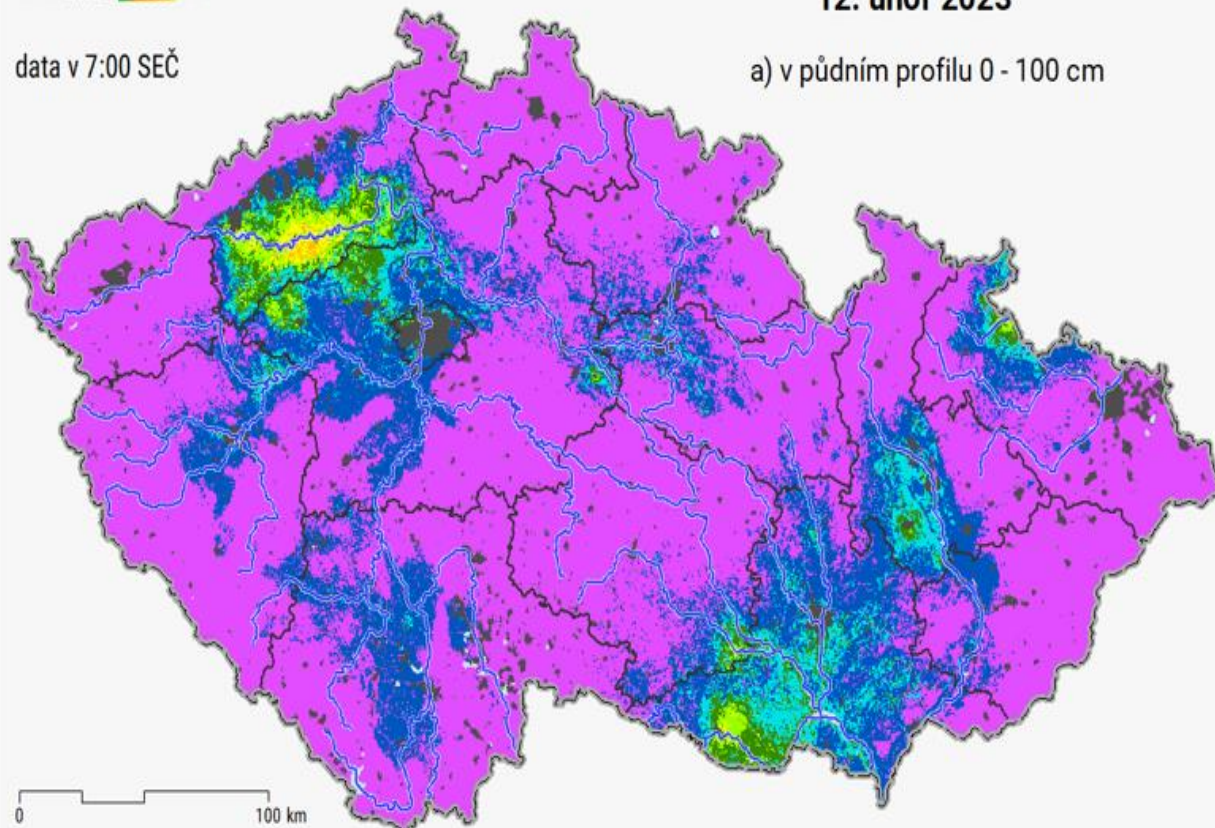 12. únor 2023
data v 7:00 SEČ
a) v půdním profilu 0 - 100 cm
0 100 km